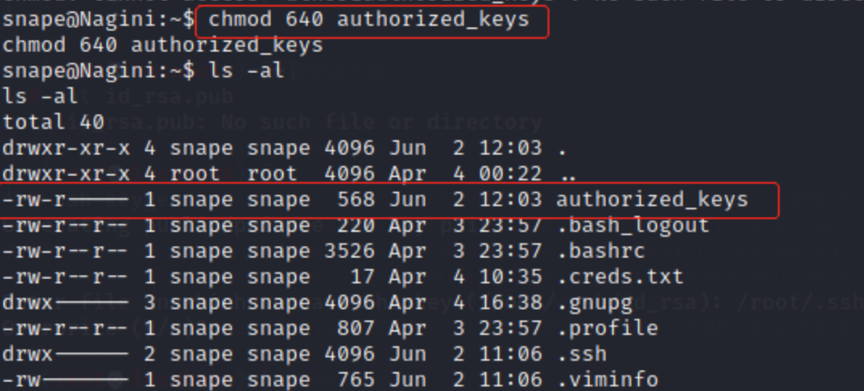 snape@Nagini:~$ chmod 640 authorized_keys
chmod 640 authorized_keys
snape@Nagini:~$ ls -al
ls -al
total 40
drwxr-xr-x 4 snape snape 4096 Jun  2 12:03 .
drwxr-xr-x 4 root  root  4096 Apr  4 00:22 ..
-rw-r----- 1 snape snape  568 Jun  2 12:03 authorized_keys
-rw-r--r-- 1 snape snape  220 Apr  3 23:57 .bash_logout
-rw-r--r-- 1 snape snape 3526 Apr  3 23:57 .bashrc
-rw-r--r-- 1 snape snape   17 Apr  4 10:35 .creds.txt
drwx------ 3 snape snape 4096 Apr  4 16:38 .gnupg
-rw-r--r-- 1 snape snape  807 Apr  3 23:57 .profile
drwx------ 2 snape snape 4096 Jun  2 11:06 .ssh
-rw------- 1 snape snape  765 Jun  2 11:06 .viminfo